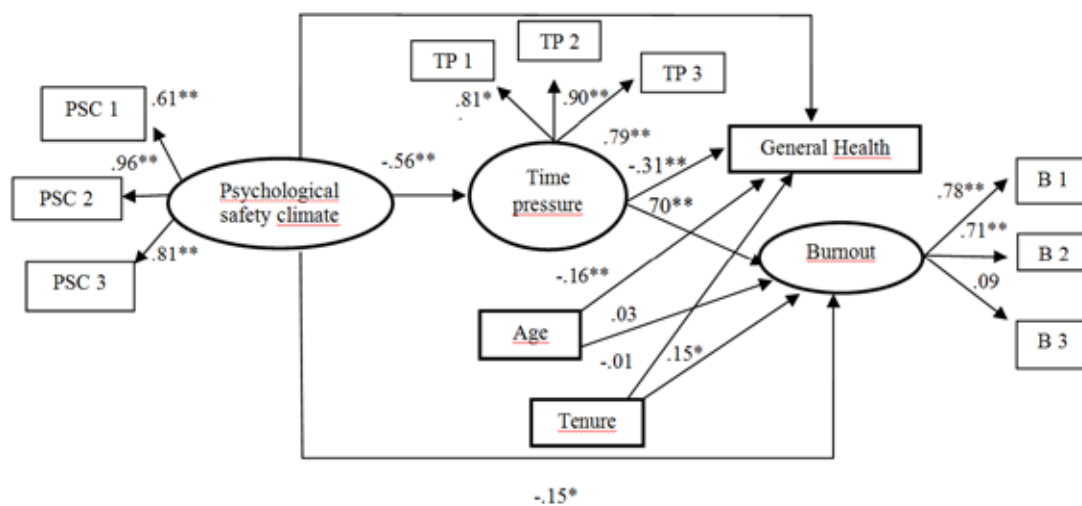 TP 2
TP 1
TP 3
PSC 1
.61**
.81*
.90**
.79**
General Health
.96**
-.56**
-.31**
PSC 2
Psychological
safety climate
Time
pressure
70**
B 1
.78**
.71**
Burnout
B 2
PSC 3
.81**
-.16**
.09
.03
Age
B 3
-.01
.15*
Tenure
-.15*